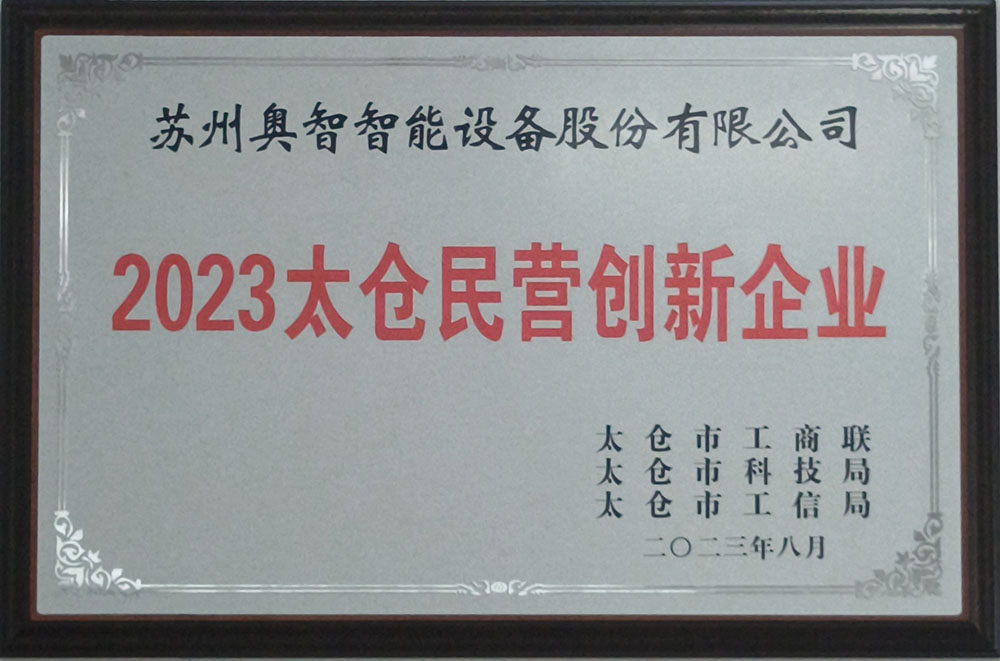 苏州奥智智能设备股份有限公司
2023太仓民营创新企业
太仓市工商联
太仓市科技局
太仓市工信局
二〇二三年八月